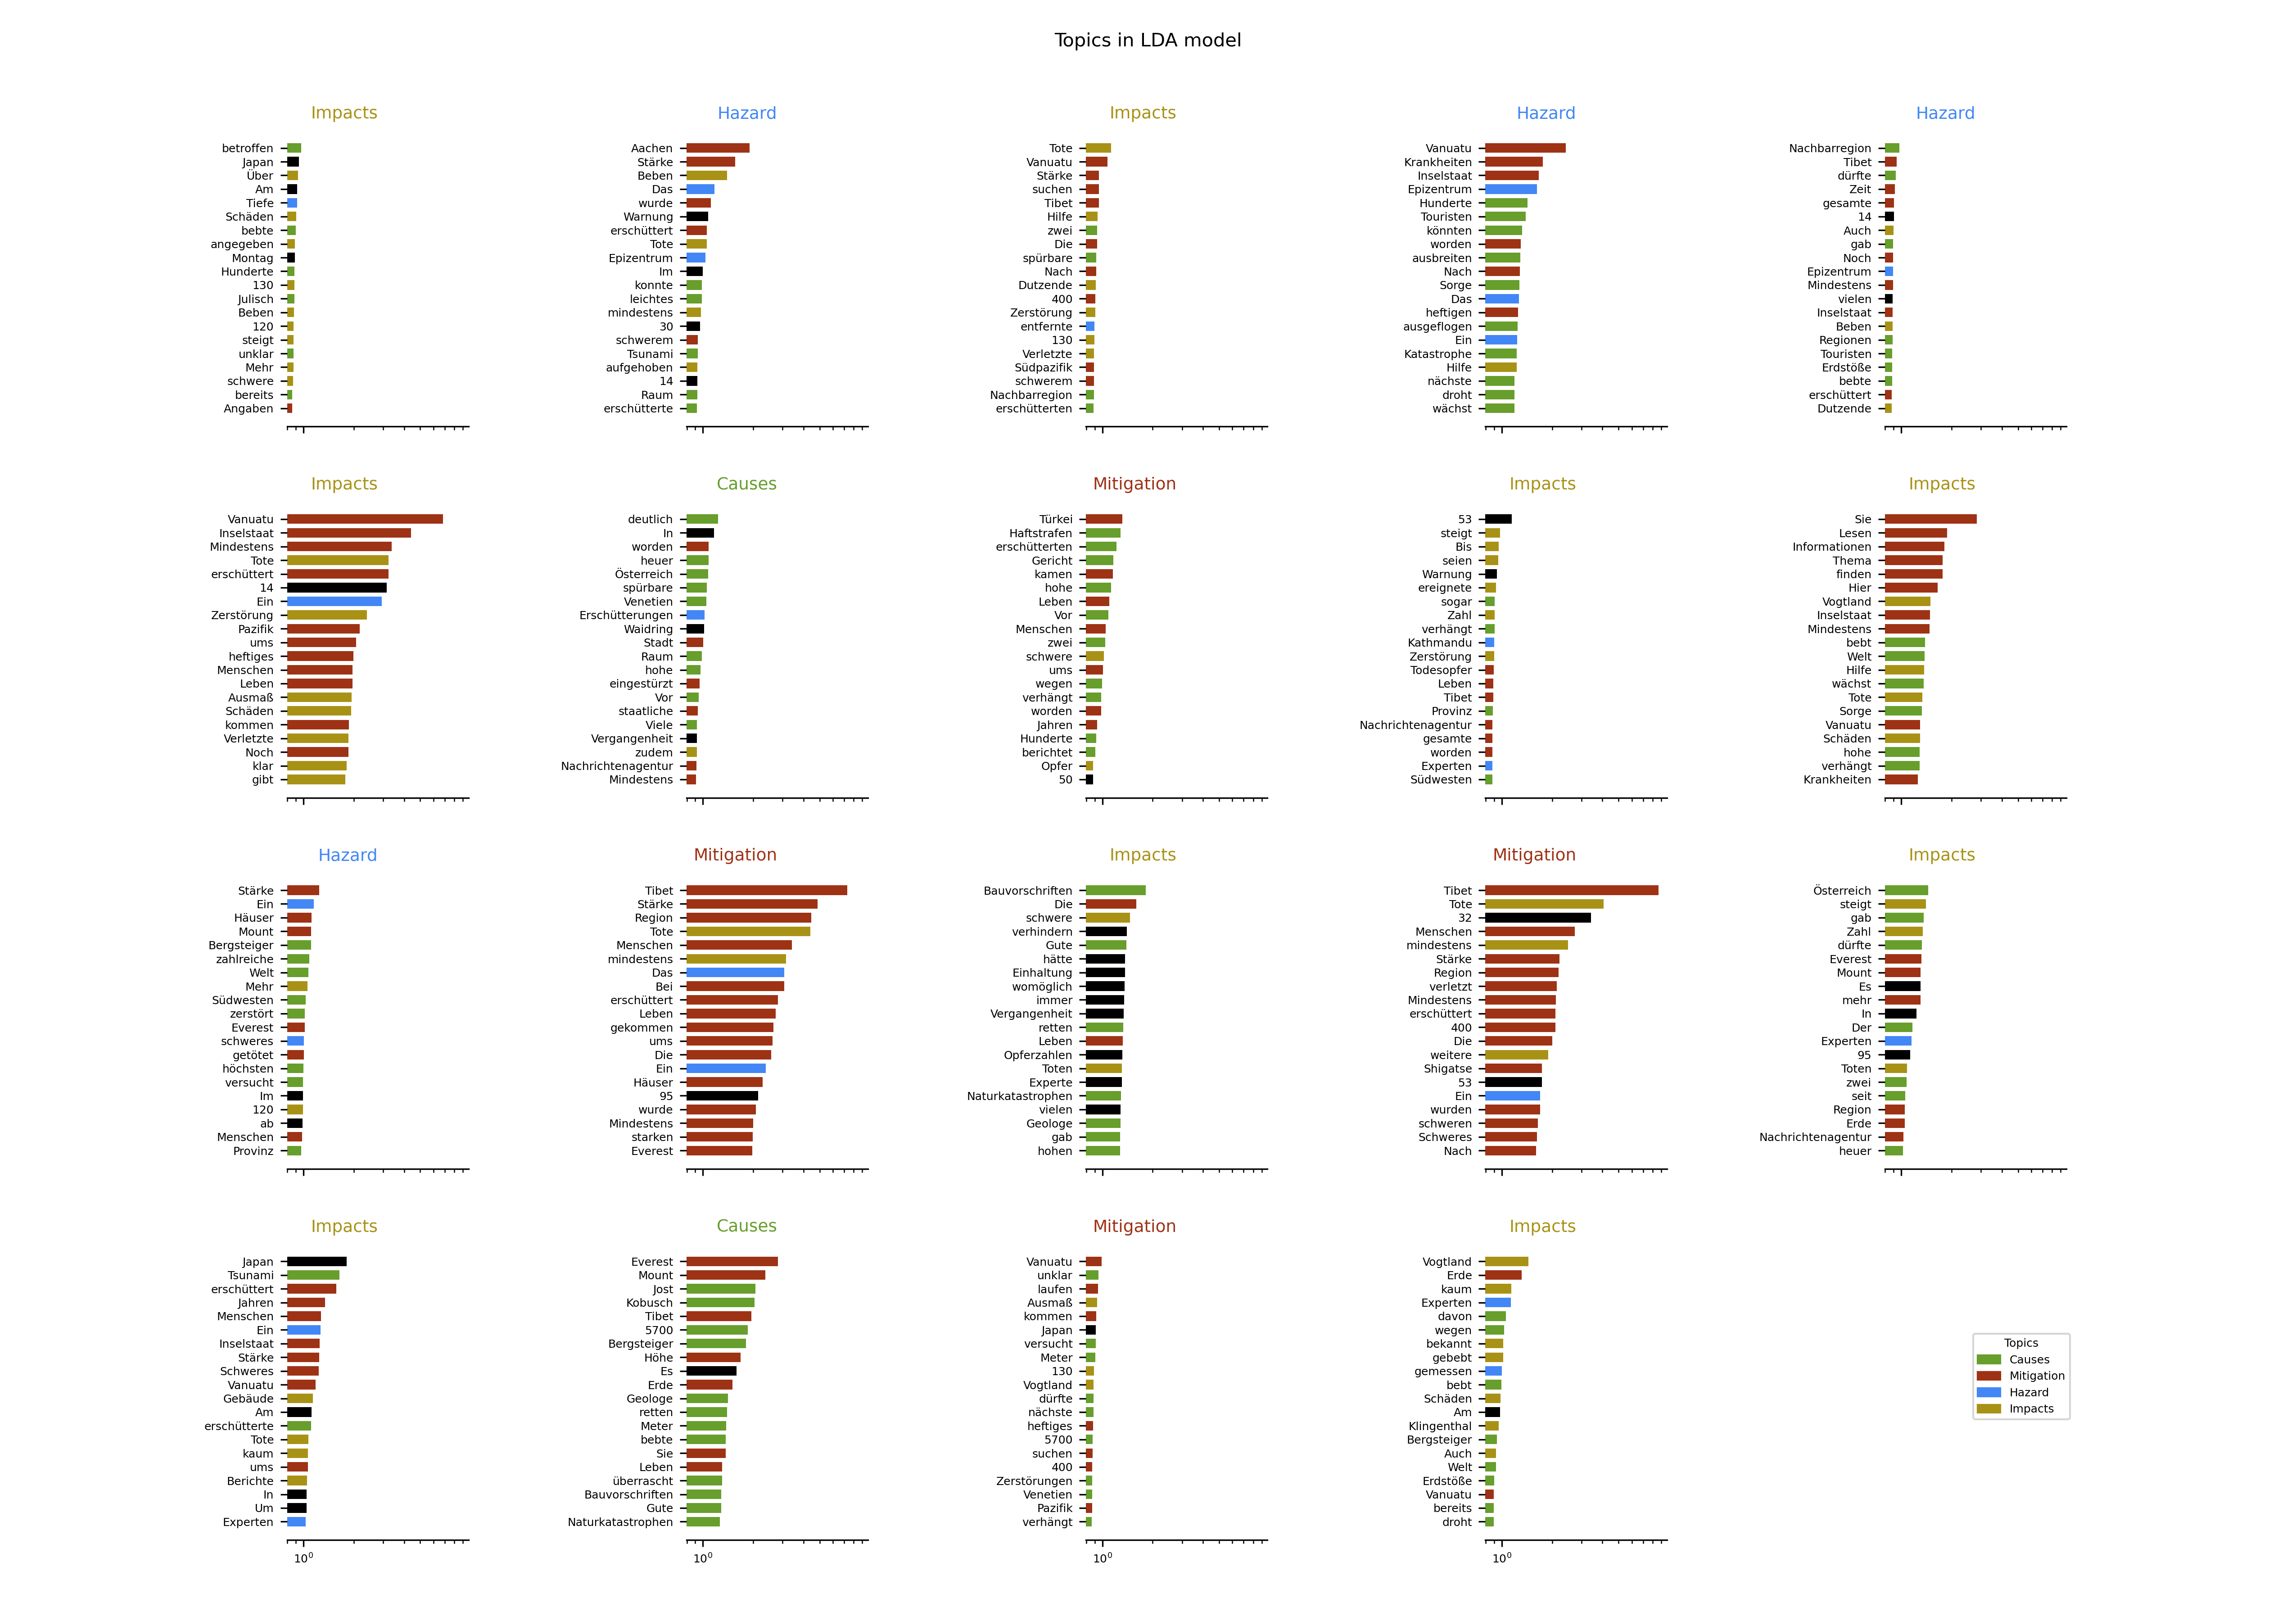 Topics in LDA model
Impacts
betroffen
Japan
Über
Am
Tiefe
Schäden
bebte
angegeben
Montag
Hunderte
130
Julisch
Beben
120
steigt
unklar
Mehr
schwere
bereits
Angaben
Hazard
Aachen
Stärke
Beben
Das
wurde
Warnung
erschüttert
Tote
Epizentrum
Im
konnte
leichtes
mindestens
30
schwerem
Tsunami
aufgehoben
14
Raum
erschütterte
Impacts
Tote
Vanuatu
Stärke
suchen
Tibet
Hilfe
zwei
Die
spürbare
Nach
Dutzende
400
Zerstörung
entfernte
130
Verletzte
Südpazifik
schwerem
Nachbarregion
erschütterten
Hazard
Vanuatu
Krankheiten
Inselstaat
Epizentrum
Hunderte
Touristen
könnten
worden
ausbreiten
Nach
Sorge
Das
heftigen
ausgeflogen
Ein
Katastrophe
Hilfe
nächste
droht
wächst
Hazard
Nachbarregion
Tibet
dürfte
Zeit
gesamte
14
Auch
gab
Noch
Epizentrum
Mindestens
vielen
Inselstaat
Beben
Regionen
Touristen
Erdstöße
bebte
erschüttert
Dutzende
Impacts
Vanuatu
Inselstaat
Mindestens
Tote
erschüttert
14
Ein
Zerstörung
Pazifik
ums
heftiges
Menschen
Leben
Ausmaß
Schäden
kommen
Verletzte
Noch
klar
gibt
Causes
deutlich
In
worden
heuer
Österreich
spürbare
Venetien
Erschütterungen
Waidring
Stadt
Raum
hohe
eingestürzt
Vor
staatliche
Viele
Vergangenheit
zudem
Nachrichtenagentur
Mindestens
Mitigation
Türkei
Haftstrafen
erschütterten
Gericht
kamen
hohe
Leben
Vor
Menschen
zwei
schwere
ums
wegen
verhängt
worden
Jahren
Hunderte
berichtet
Opfer
50
Impacts
53
steigt
Bis
seien
Warnung
ereignete
sogar
Zahl
verhängt
Kathmandu
Zerstörung
Todesopfer
Leben
Tibet
Provinz
Nachrichtenagentur
gesamte
worden
Experten
Südwesten
Impacts
Sie
Lesen
Informationen
Thema
finden
Hier
Vogtland
Inselstaat
Mindestens
bebt
Welt
Hilfe
wächst
Tote
Sorge
Vanuatu
Schäden
hohe
verhängt
Krankheiten
Hazard
Stärke
Ein
Häuser
Mount
Bergsteiger
zahlreiche
Welt
Mehr
Südwesten
zerstört
Everest
schweres
getötet
höchsten
versucht
Im
120
ab
Menschen
Provinz
Mitigation
Tibet
Stärke
Region
Tote
Menschen
mindestens
Das
Bei
erschüttert
Leben
gekommen
ums
Die
Ein
Häuser
95
wurde
Mindestens
starken
Everest
Impacts
Bauvorschriften
Die
schwere
verhindern
Gute
hätte
Einhaltung
womöglich
immer
Vergangenheit
retten
Leben
Opferzahlen
Toten
Experte
Naturkatastrophen
vielen
Geologe
gab
hohen
Mitigation
Tibet
Tote
32
Menschen
mindestens
Stärke
Region
verletzt
Mindestens
erschüttert
400
Die
weitere
Shigatse
53
Ein
wurden
schweren
Schweres
Nach
Impacts
Österreich
steigt
gab
Zahl
dürfte
Everest
Mount
Es
mehr
In
Der
Experten
95
Toten
zwei
seit
Region
Erde
Nachrichtenagentur
heuer
Impacts
Japan
Tsunami
erschüttert
Jahren
Menschen
Ein
Inselstaat
Stärke
Schweres
Vanuatu
Gebäude
Am
erschütterte
Tote
kaum
ums
Berichte
In
Um
Experten
10⁰
Causes
Everest
Mount
Jost
Kobusch
Tibet
5700
Bergsteiger
Höhe
Es
Erde
Geologe
retten
Meter
bebte
Sie
Leben
überrascht
Bauvorschriften
Gute
Naturkatastrophen
10⁰
Mitigation
Vanuatu
unklar
laufen
Ausmaß
kommen
Japan
versucht
Meter
130
Vogtland
dürfte
nächste
heftiges
5700
suchen
400
Zerstörungen
Venetien
Pazifik
verhängt
10⁰
Impacts
Vogtland
Erde
kaum
Experten
davon
wegen
bekannt
gebebt
gemessen
bebt
Schäden
Am
Klingenthal
Bergsteiger
Auch
Welt
Erdstöße
Vanuatu
bereits
droht
10⁰
Topics
Causes
Mitigation
Hazard
Impacts